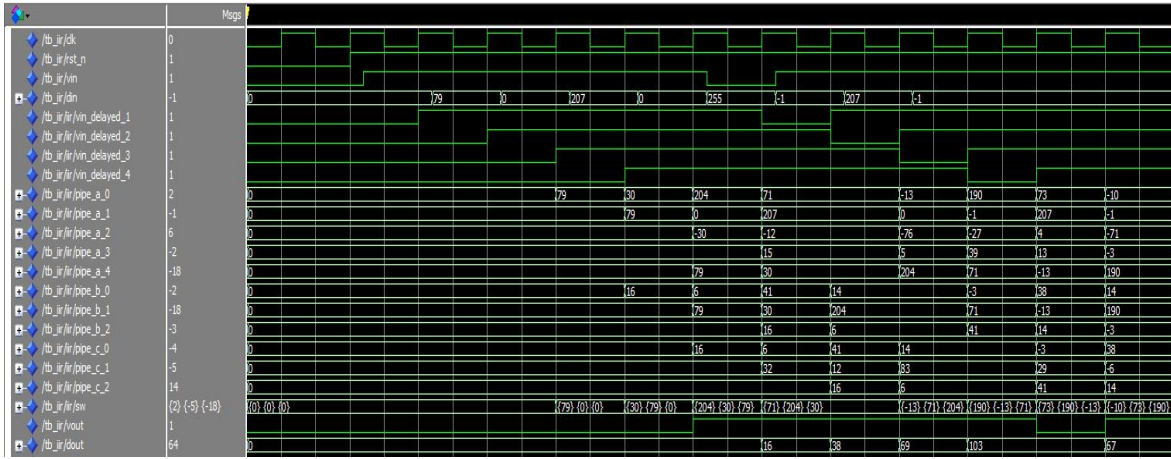 Msgs
/tb_iir/clk 0
/tb_iir/rst_n 1
/tb_iir/vin 1
/tb_iir/din -1 0 79 0 207 0 255 -1 207 -1
/tb_iir/iir/vin_delayed_1 1
/tb_iir/iir/vin_delayed_2 1
/tb_iir/iir/vin_delayed_3 1
/tb_iir/iir/vin_delayed_4 1
/tb_iir/iir/pipe_a_0 2 0 79 30 204 71 -13 190 73 -10
/tb_iir/iir/pipe_a_1 -1 0 79 0 207 0 -1 207 -1
/tb_iir/iir/pipe_a_2 6 0 -30 -12 -76 -27 4 -71
/tb_iir/iir/pipe_a_3 -2 0 15 5 39 13 -3
/tb_iir/iir/pipe_a_4 -18 0 79 30 204 71 -13 190
/tb_iir/iir/pipe_b_0 -2 0 16 6 41 14 -3 38 14
/tb_iir/iir/pipe_b_1 -18 0 79 30 204 71 -13 190
/tb_iir/iir/pipe_b_2 -3 0 16 6 41 14 -3
/tb_iir/iir/pipe_c_0 -4 0 16 6 41 14 -3 38
/tb_iir/iir/pipe_c_1 -5 0 32 12 83 29 -6
/tb_iir/iir/pipe_c_2 14 0 16 6 41 14
/tb_iir/iir/sw {2} {-5} {-18} {0} {0} {0} {79} {0} {0} {30} {79} {0} {204} {30} {79} {71} {204} {30} {-13} {71} {204} {190} {-13} {71} {73} {190} {-13} {-10} {73} {190}
/tb_iir/vout 1
/tb_iir/dout 64 0 16 38 69 103 67